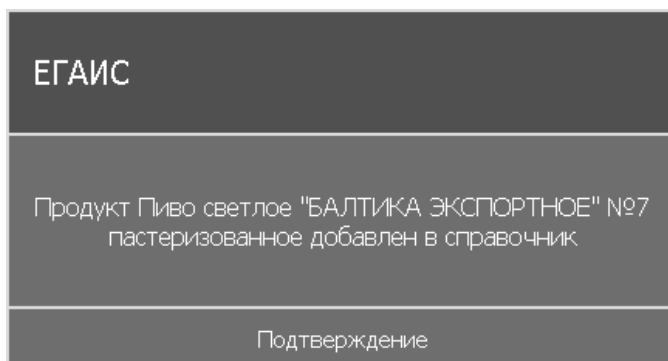 ЕГАИС
Продукт Пиво светлое "БАЛТИКА ЭКСПОРТНОЕ" №7
пастеризованное добавлен в справочник
Подтверждение